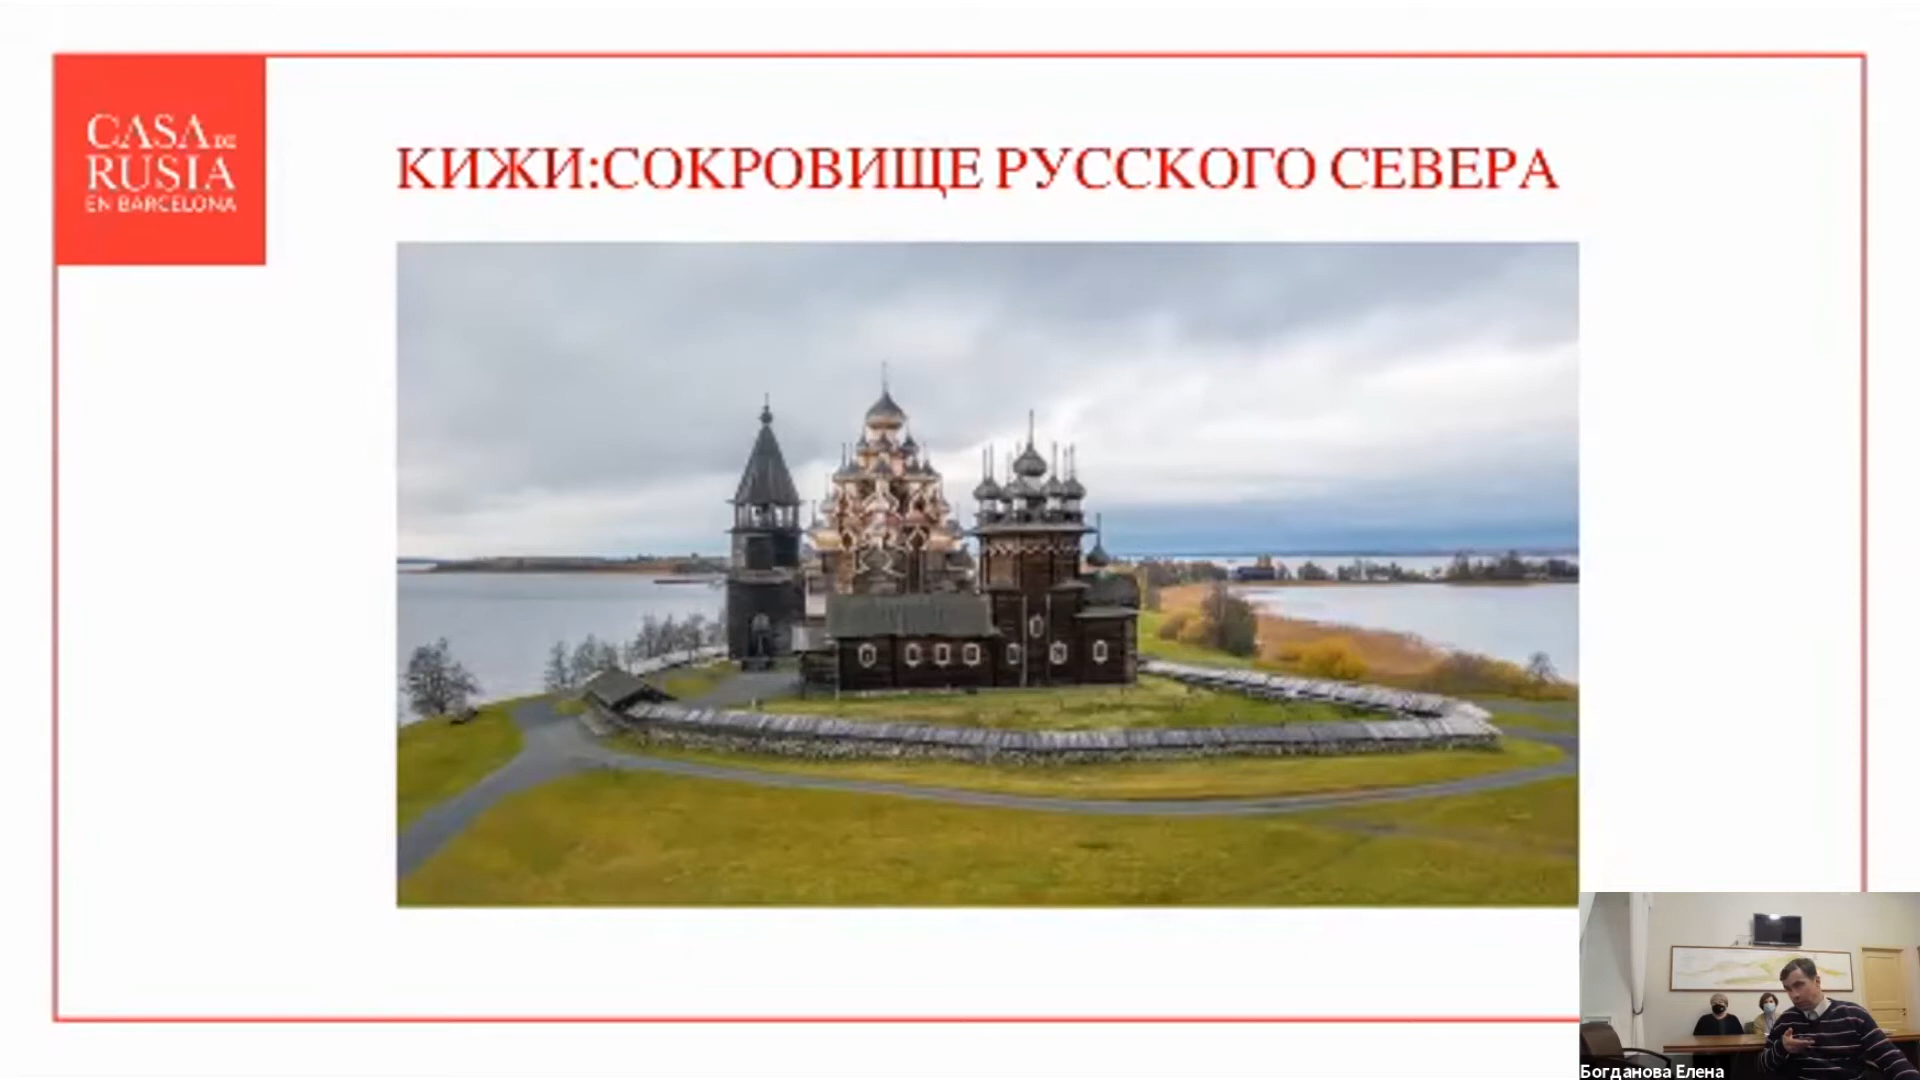 CASA DE
RUSIA
EN BARCELONA
КИЖИ:СОКРОВИЩЕ РУССКОГО СЕВЕРА
Богданова Елена